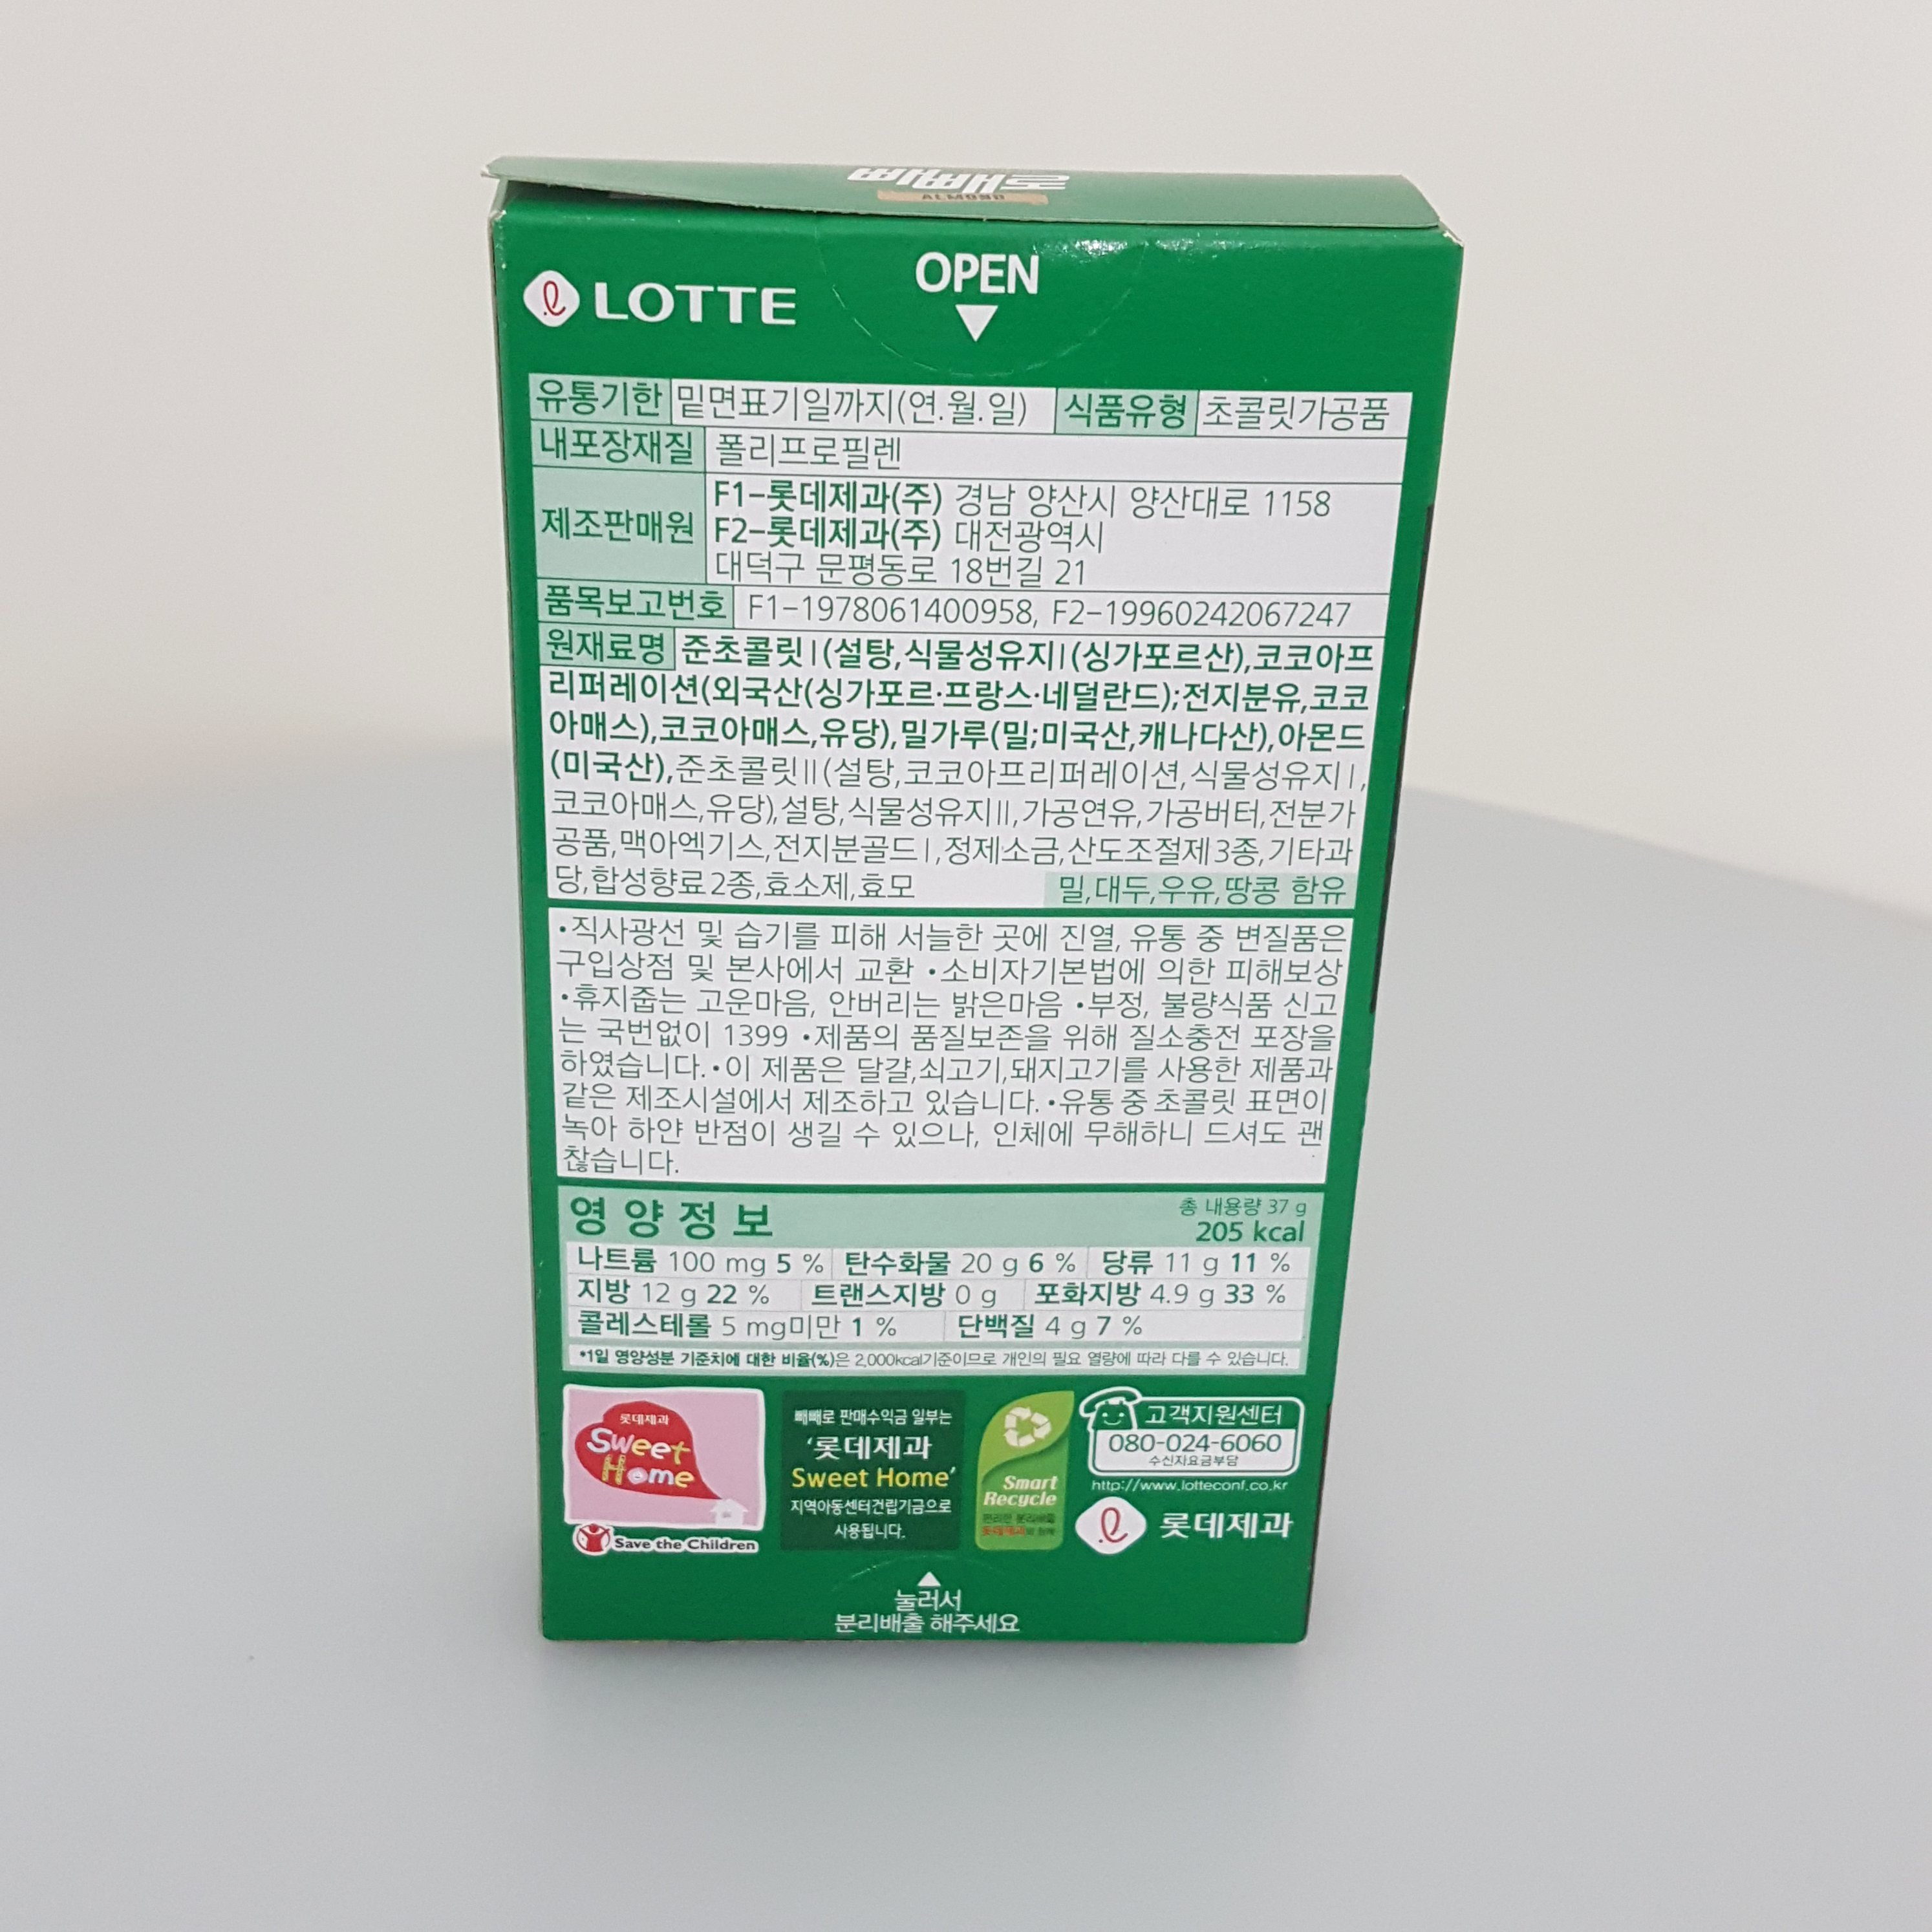 빼빼로
ALMOND
LOTTE
OPEN
유통기한 밑면표기일까지(연.월.일) 식품유형 초콜릿가공품
내포장재질 폴리프로필렌
제조판매원 F1-롯데제과(주) 경남 양산시 양산대로 1158
F2-롯데제과(주) 대전광역시
대덕구 문평동로 18번길 21
품목보고번호 F1-1978061400958, F2-19960242067247
원재료명 준초콜릿Ⅰ(설탕,식물성유지Ⅰ(싱가포르산),코코아프
리퍼레이션(외국산(싱가포르·프랑스·네덜란드);전지분유,코코
아매스),코코아매스,유당),밀가루(밀;미국산,캐나다산),아몬드
(미국산),준초콜릿Ⅱ(설탕,코코아프리퍼레이션,식물성유지Ⅰ,
코코아매스,유당),설탕,식물성유지Ⅱ,가공연유,가공버터,전분가
공품,맥아엑기스,전지분골드Ⅰ,정제소금,산도조절제3종,기타과
당,합성향료2종,효소제,효모 밀,대두,우유,땅콩 함유
•직사광선 및 습기를 피해 서늘한 곳에 진열, 유통 중 변질품은
구입상점 및 본사에서 교환 •소비자기본법에 의한 피해보상
•휴지줍는 고운마음, 안버리는 밝은마음 •부정, 불량식품 신고
는 국번없이 1399 •제품의 품질보존을 위해 질소충전 포장을
하였습니다.•이 제품은 달걀,쇠고기,돼지고기를 사용한 제품과
같은 제조시설에서 제조하고 있습니다.•유통 중 초콜릿 표면이
녹아 하얀 반점이 생길 수 있으나, 인체에 무해하니 드셔도 괜
찮습니다.
영양정보 총 내용량 37 g
205 kcal
나트륨 100 mg 5 % 탄수화물 20 g 6 % 당류 11 g 11 %
지방 12 g 22 % 트랜스지방 0 g 포화지방 4.9 g 33 %
콜레스테롤 5 mg미만 1 % 단백질 4 g 7 %
*1일 영양성분 기준치에 대한 비율(%)은 2,000kcal기준이므로 개인의 필요 열량에 따라 다를 수 있습니다.
롯데제과
Sweet
Home
Save the Children
빼빼로 판매수익금 일부는
‘롯데제과
Sweet Home’
지역아동센터건립기금으로
사용됩니다.
Smart
Recycle
고객지원센터
080-024-6060
수신자요금부담
http://www.lotteconf.co.kr
롯데제과
눌러서
분리배출 해주세요